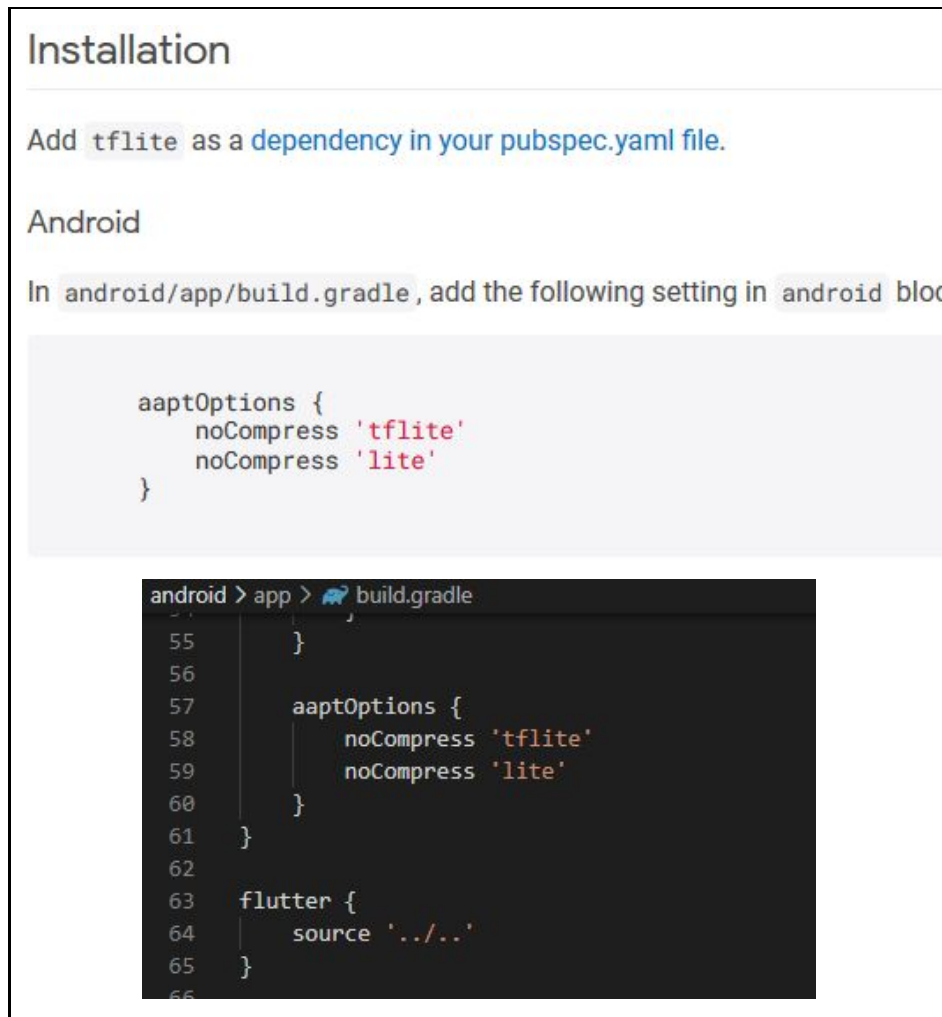 Installation
Add tflite as a dependency in your pubspec.yaml file.
Android
In android/app/build.gradle, add the following setting in android
aaptOptions {
noCompress 'tflite'
noCompress 'lite'
}
android > app > build.gradle
55 }
56
57 aaptOptions {
58 noCompress 'tflite'
59 noCompress 'lite'
60 }
61 }
62
63 flutter {
64 source '../..'
65 }
66